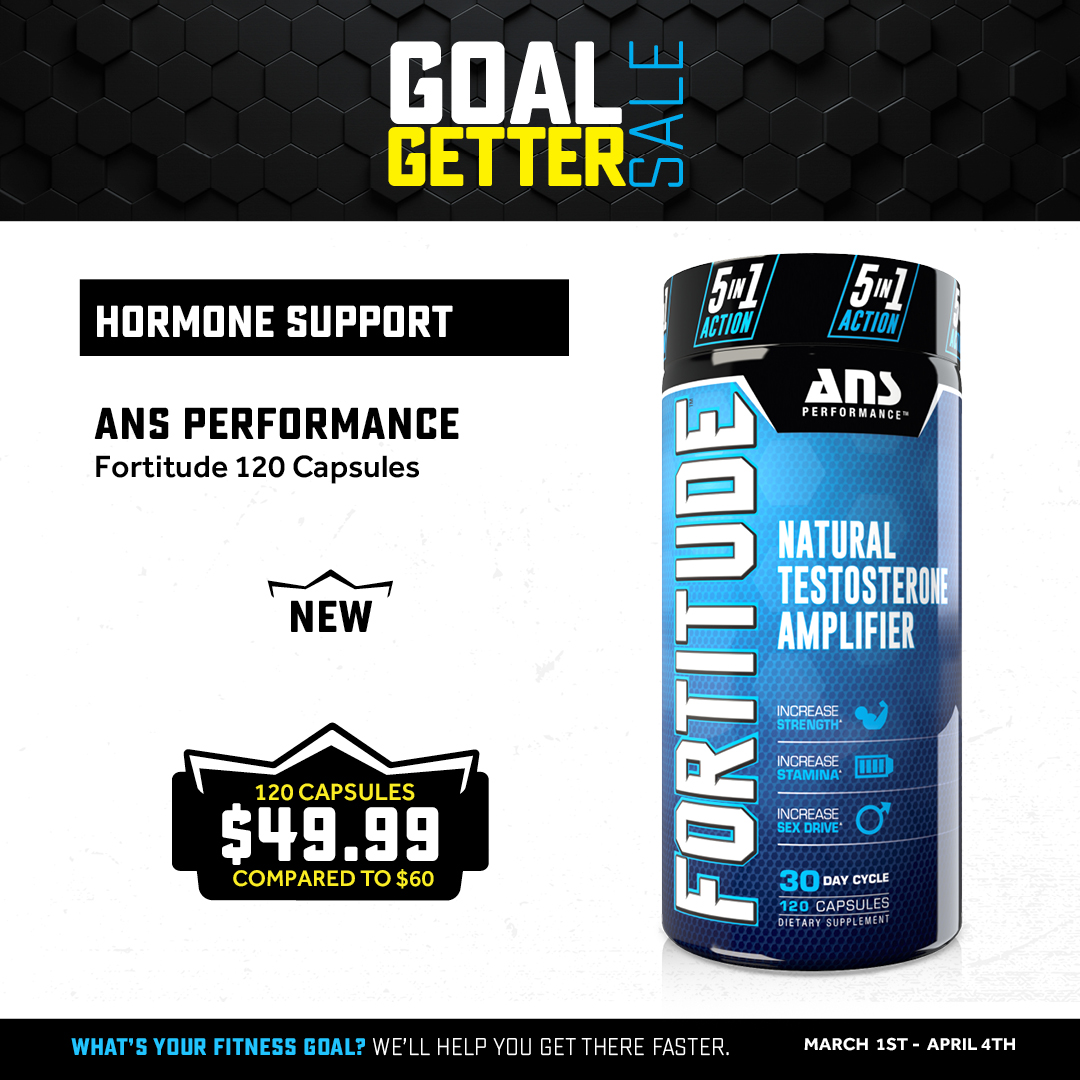 GOAL
GETTER
SALE
HORMONE SUPPORT
ANS PERFORMANCE
Fortitude 120 Capsules
NEW
120 CAPSULES
$49.99
COMPARED TO $60
5 IN 1
ACTION
5 IN 1
ACTION
ANS
PERFORMANCE™
FORTITUDE™
NATURAL
TESTOSTERONE
AMPLIFIER
INCREASE
STRENGTH*
INCREASE
STAMINA*
INCREASE
SEX DRIVE*
30 DAY CYCLE
120 CAPSULES
DIETARY SUPPLEMENT
WHAT'S YOUR FITNESS GOAL? WE'LL HELP YOU GET THERE FASTER.
MARCH 1ST - APRIL 4TH